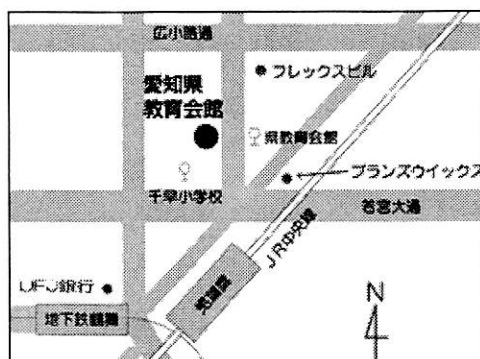 広小路通
フレックスビル
愛知県
教育会館
県教育会館
ブランズウイックス
千早小学校
若宮大通
JR中央線
UFJ銀行
地下鉄鶴舞
N